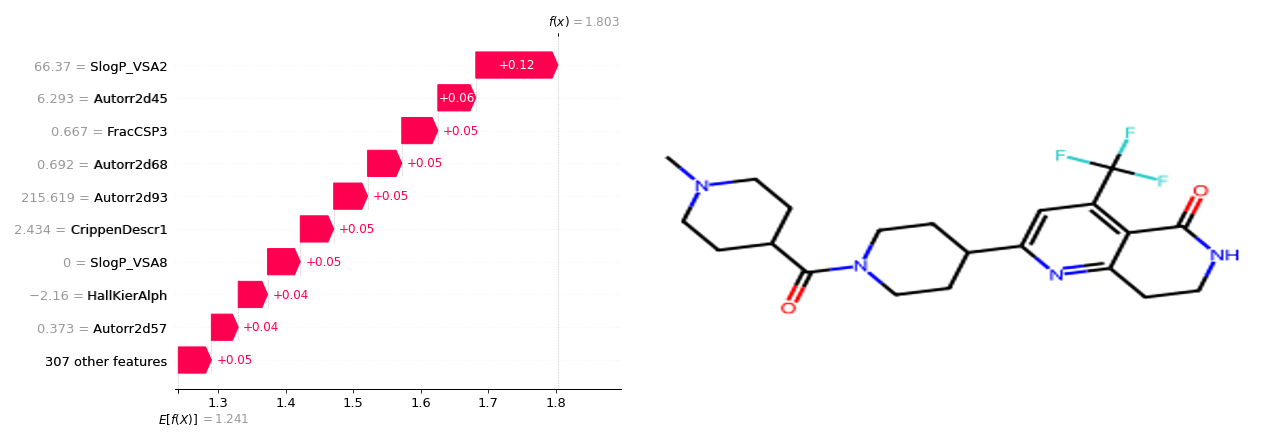 f(x) = 1.803
66.37 = SlogP_VSA2
+0.12
6.293 = Autorr2d45
+0.06
0.667 = FracCSP3
+0.05
0.692 = Autorr2d68
+0.05
215.619 = Autorr2d93
+0.05
2.434 = CrippenDescr1
+0.05
0 = SlogP_VSA8
+0.05
−2.16 = HallKierAlph
+0.04
0.373 = Autorr2d57
+0.04
307 other features
+0.05
1.3 1.4 1.5 1.6 1.7 1.8
E[f(X)] = 1.241
F
F
F
O
N
NH
N
N
O